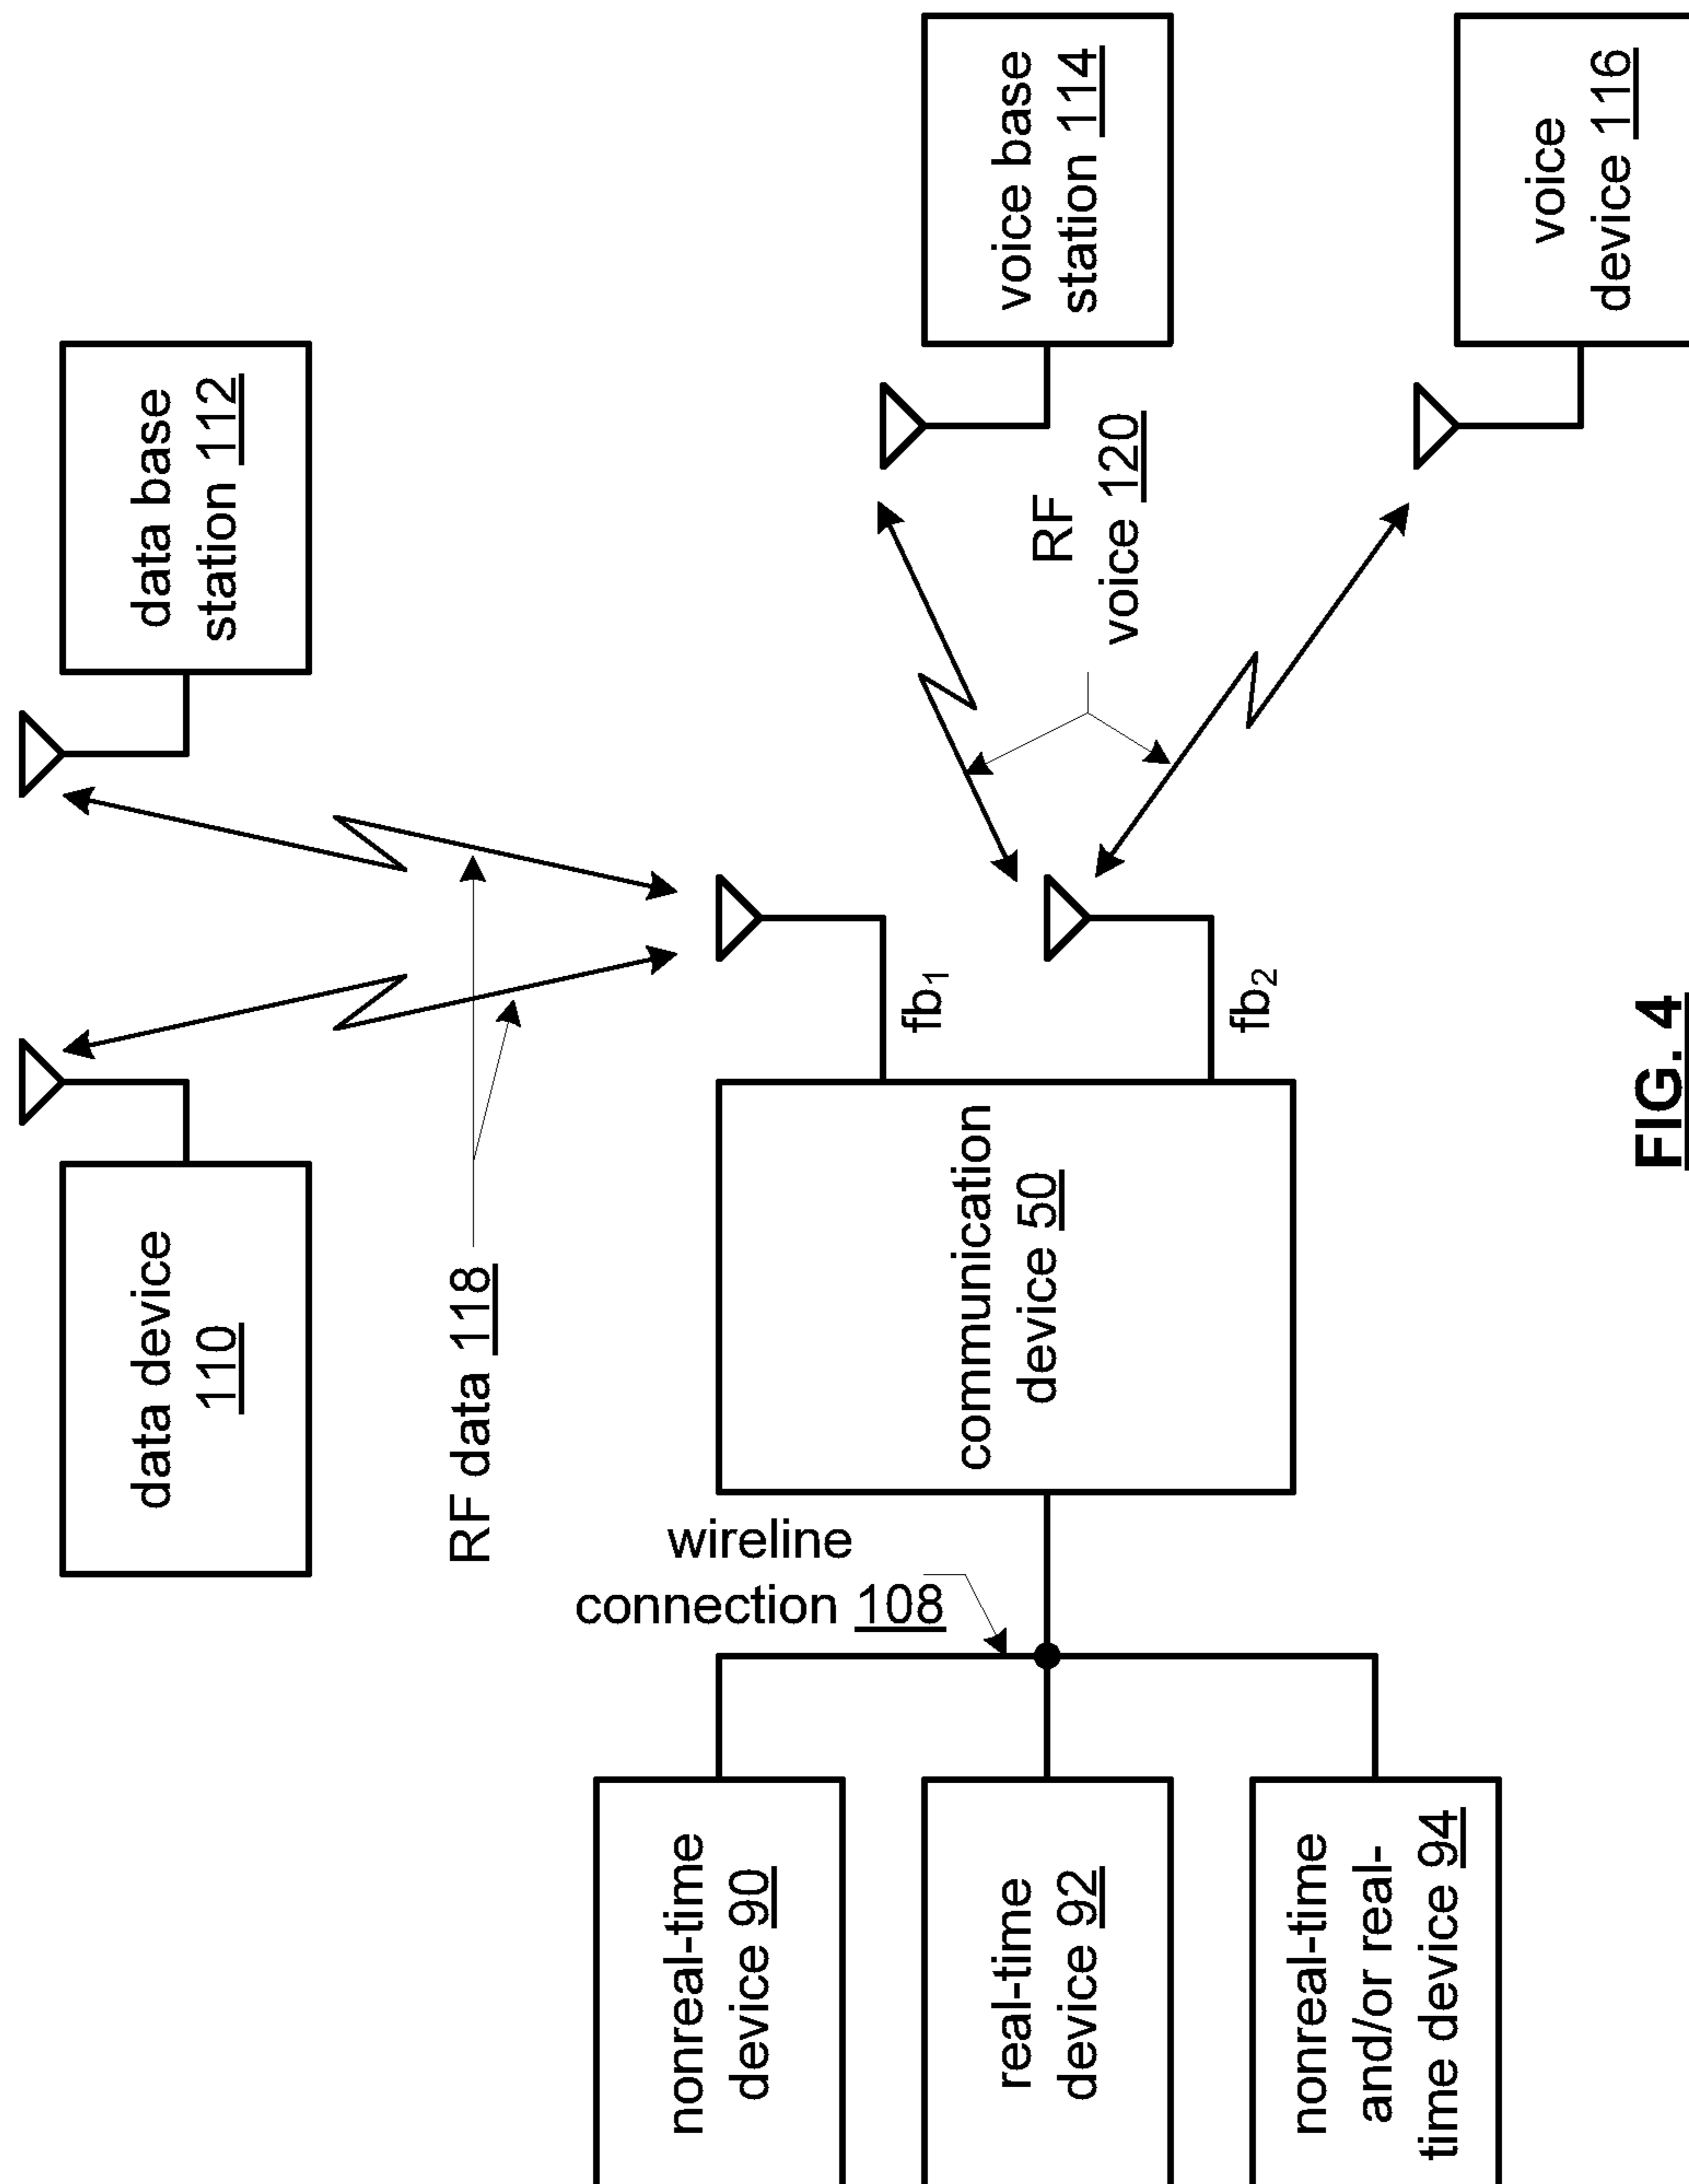 data device
110
data base
station 112
RF data 118
wireline
connection 108
nonreal-time
device 90
real-time
device 92
nonreal-time
and/or real-
time device 94
communication
device 50
fb1
fb2
voice base
station 114
RF
voice 120
voice
device 116
FIG. 4